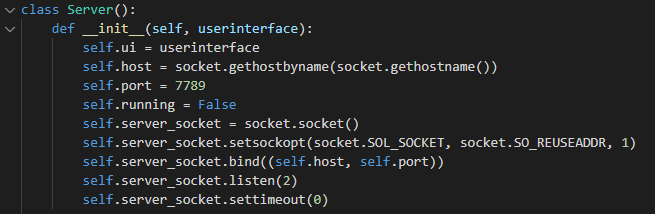 class Server():
def __init__(self, userinterface):
self.ui = userinterface
self.host = socket.gethostbyname(socket.gethostname())
self.port = 7789
self.running = False
self.server_socket = socket.socket()
self.server_socket.setsockopt(socket.SOL_SOCKET, socket.SO_REUSEADDR, 1)
self.server_socket.bind((self.host, self.port))
self.server_socket.listen(2)
self.server_socket.settimeout(0)